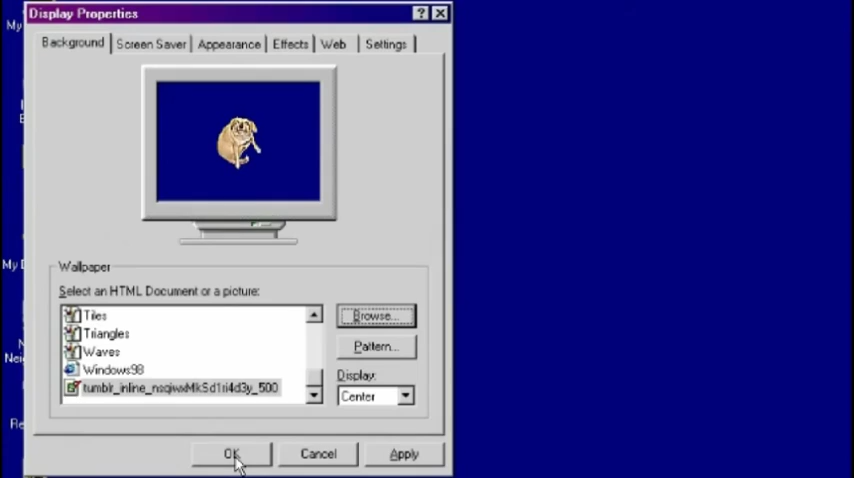 My
Display Properties
Background Screen Saver Appearance Effects Web Settings
Wallpaper
Select an HTML Document or a picture:
Tiles
Triangles
Waves
Windows98
Browse...
Pattern...
Display:
Center
OK Cancel Apply